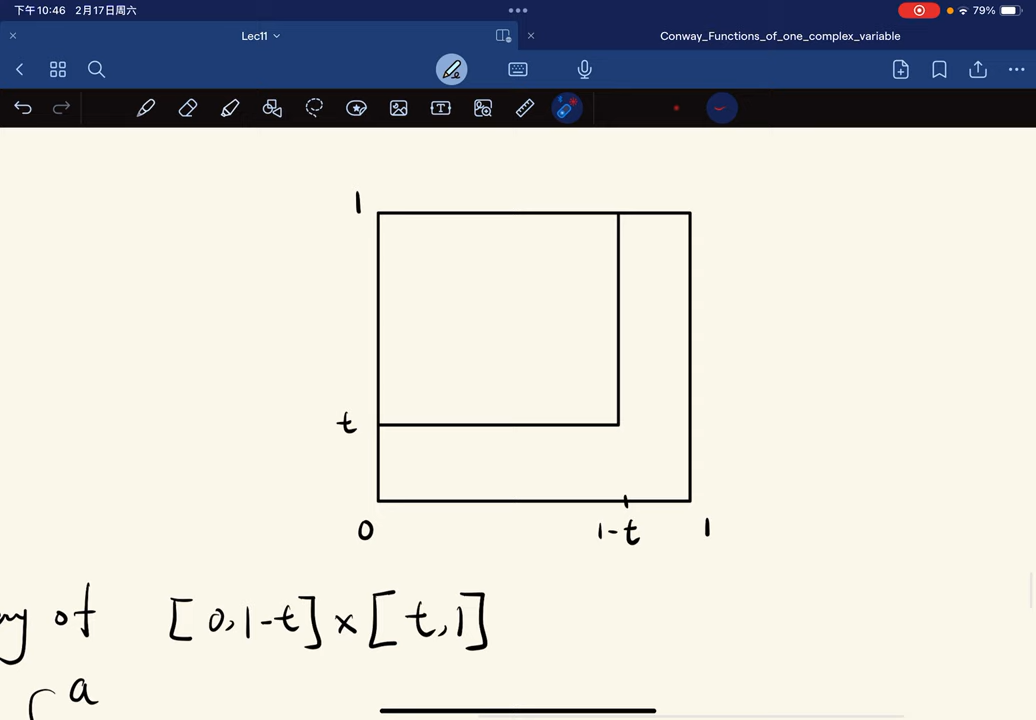 下午10:46 2月17日周六
79%
Lec11
Conway_Functions_of_one_complex_variable
1
t
0 1-t 1
of [0,1-t]×[t,1]
a